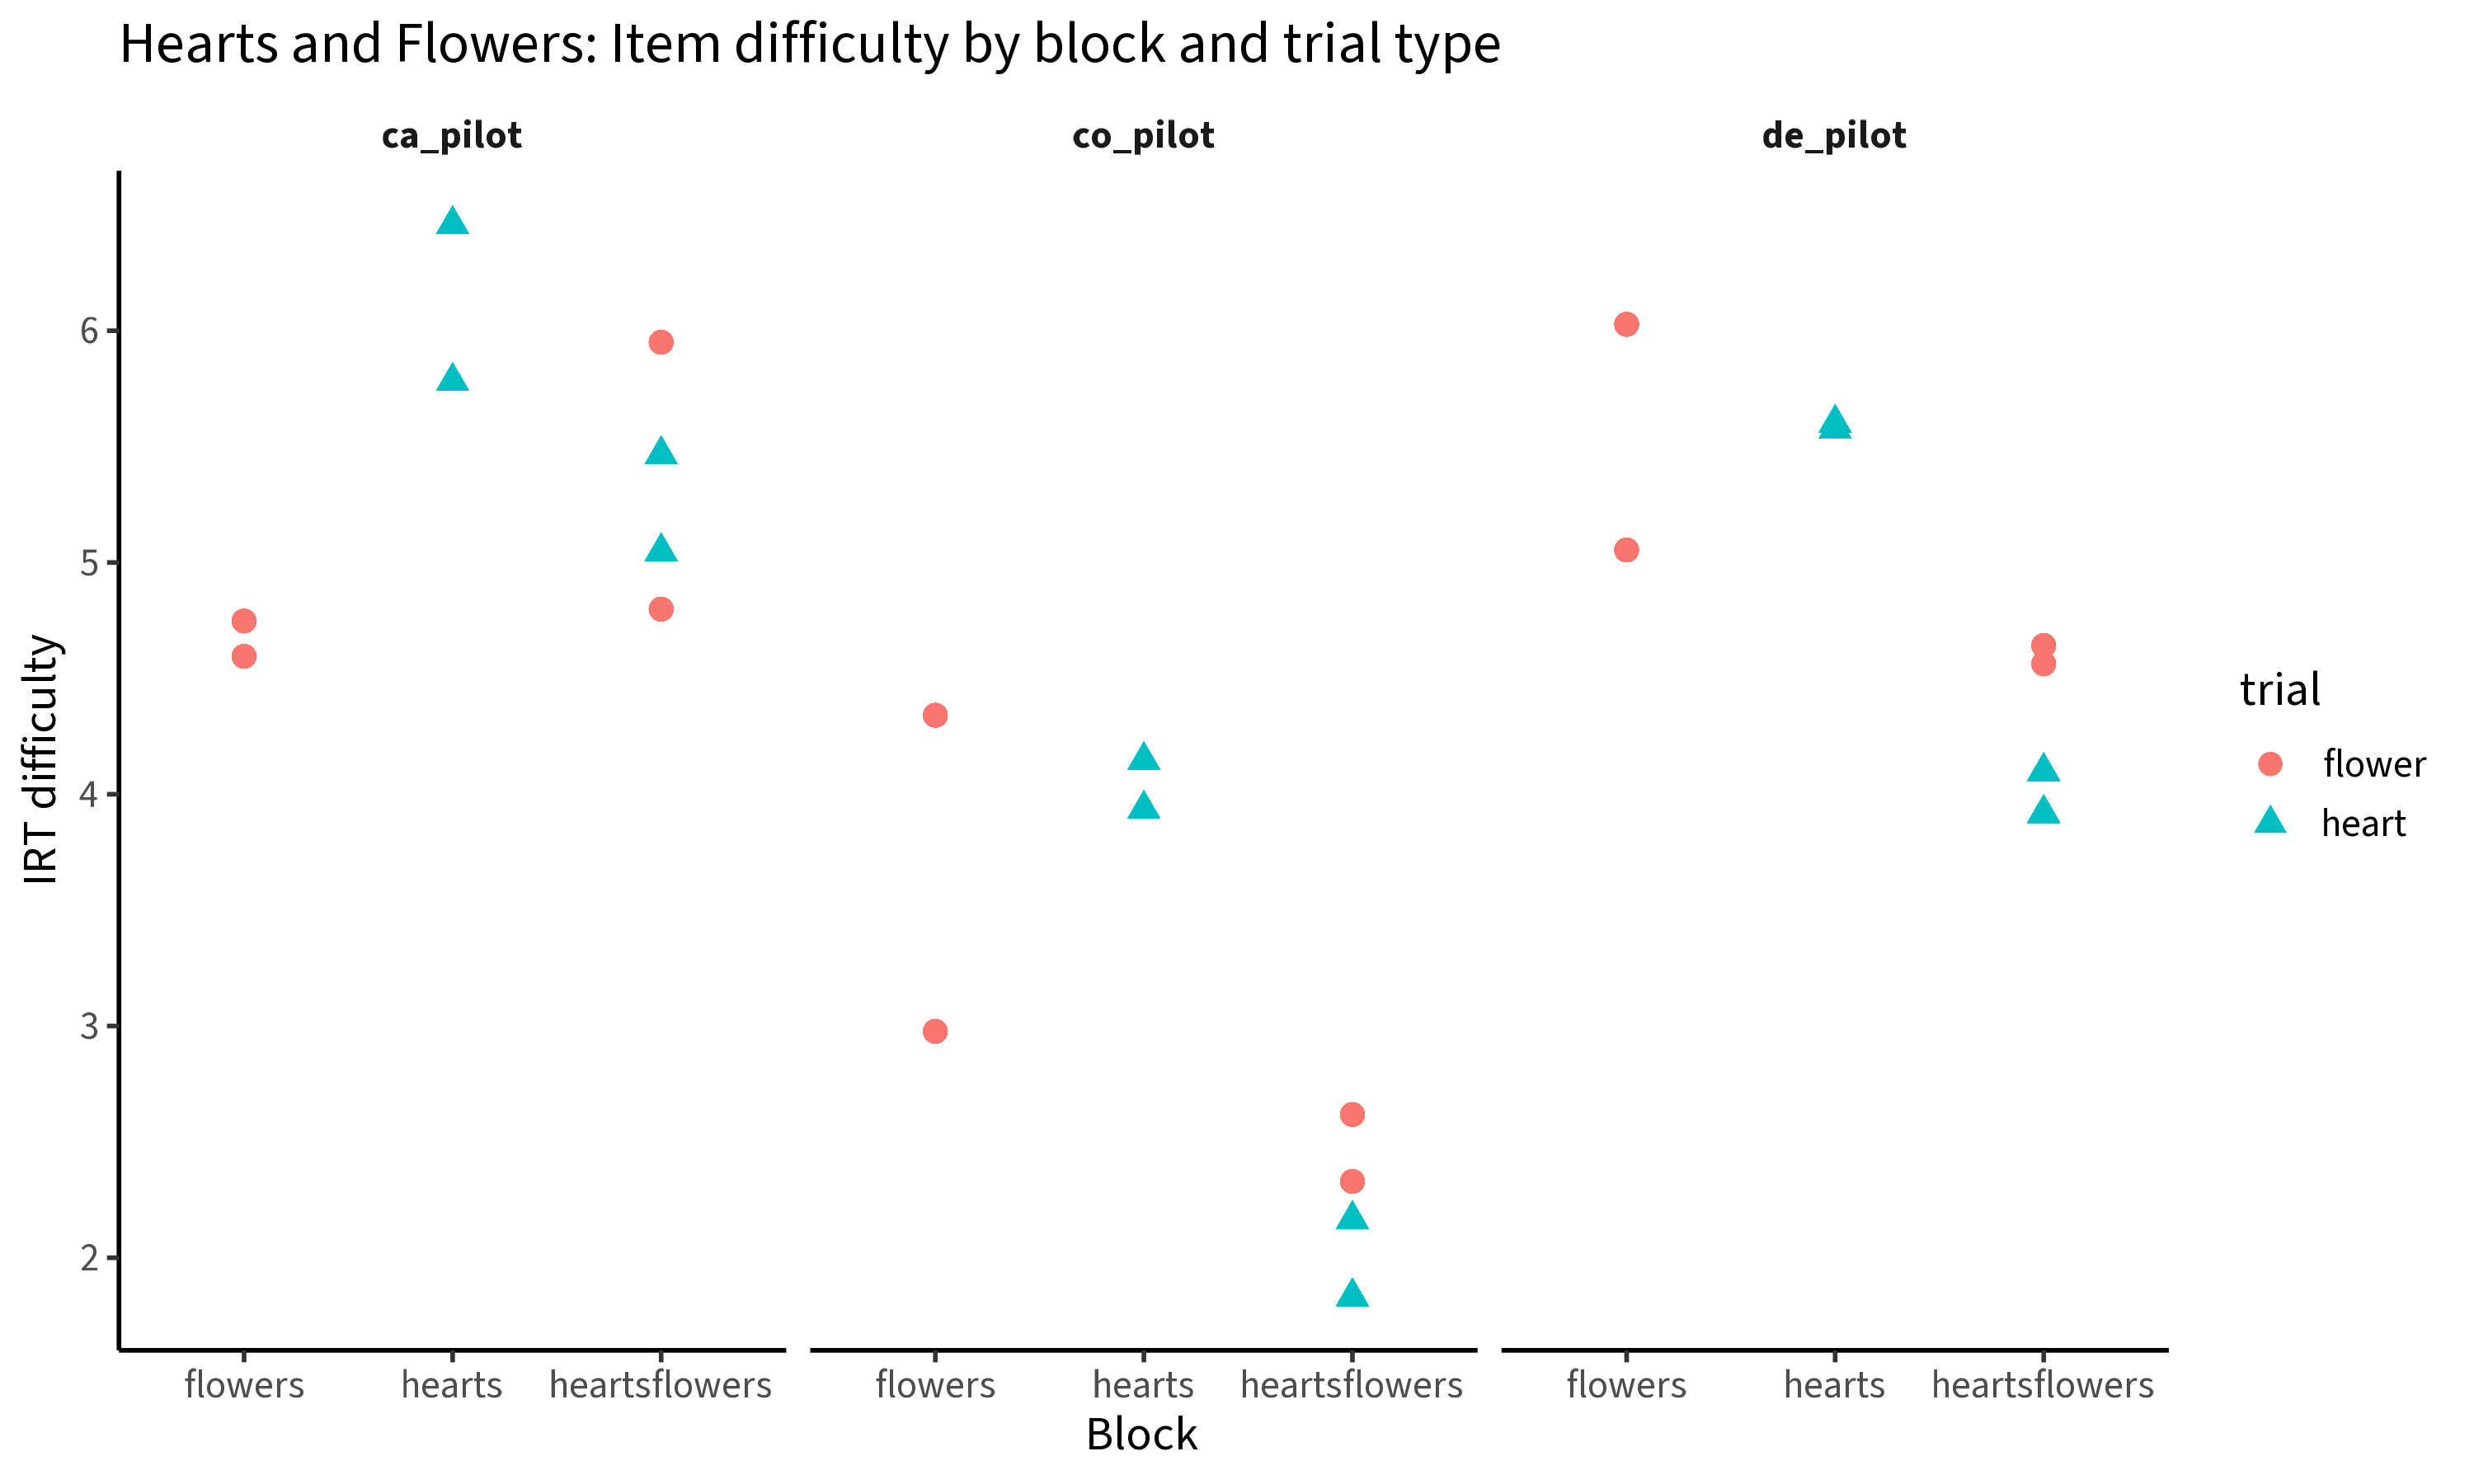 Hearts and Flowers: Item difficulty by block and trial type
ca_pilot
co_pilot
de_pilot
IRT difficulty
6
5
4
3
2
flowers
hearts
heartsflowers
flowers
hearts
heartsflowers
flowers
hearts
heartsflowers
Block
trial
flower
heart